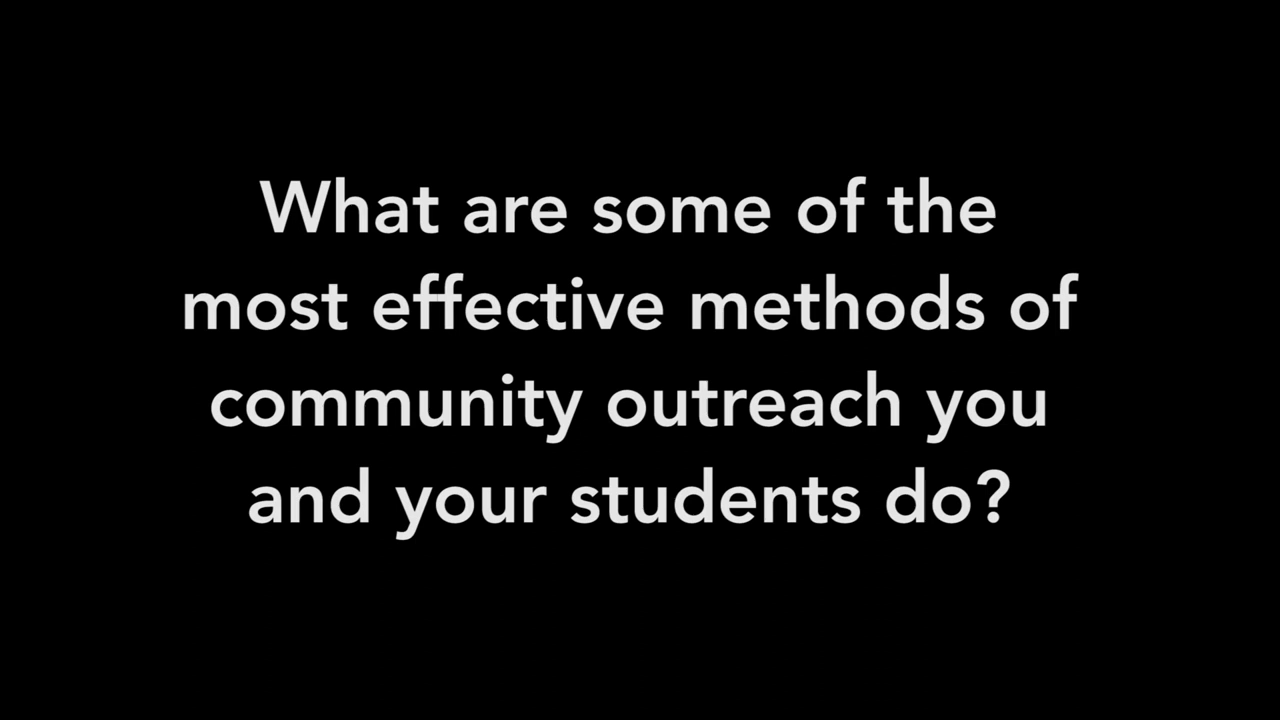 What are some of the
most effective methods of
community outreach you
and your students do?